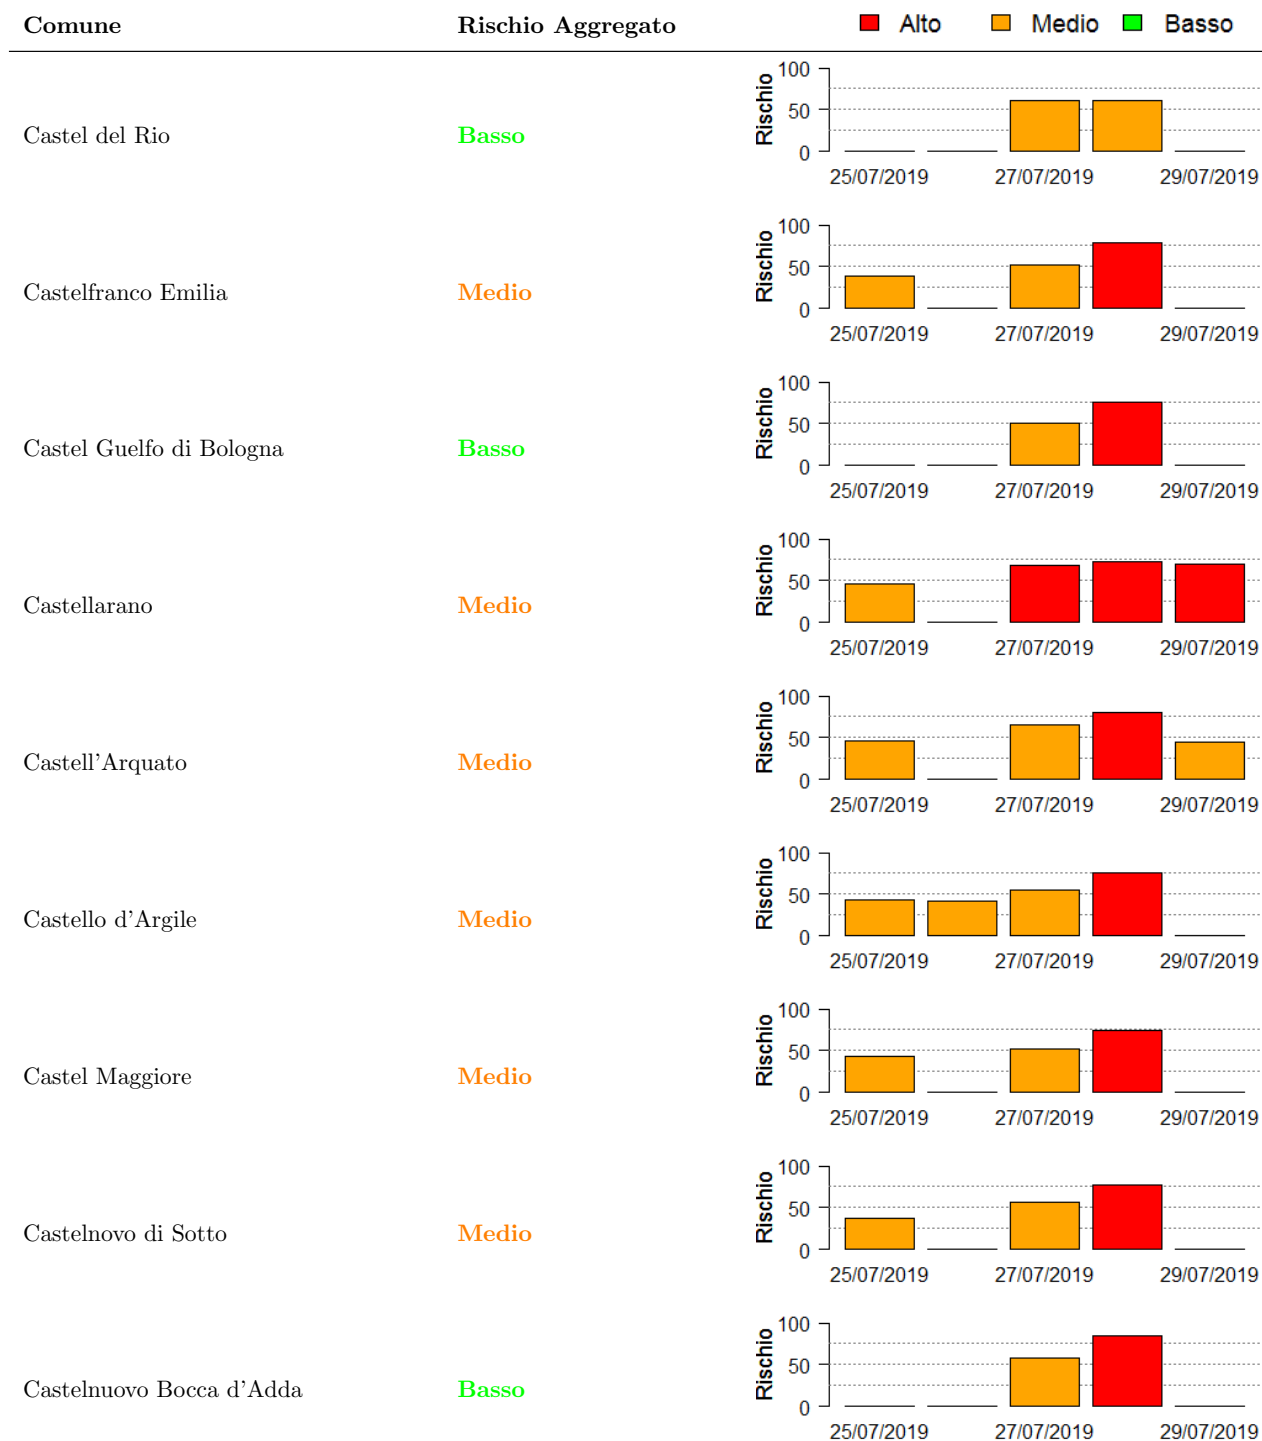 Comune Rischio Aggregato Alto Medio Basso
100
50
0
Rischio
Castel del Rio Basso
25/07/2019 27/07/2019 29/07/2019
100
50
0
Rischio
Castelfranco Emilia Medio
25/07/2019 27/07/2019 29/07/2019
100
50
0
Rischio
Castel Guelfo di Bologna Basso
25/07/2019 27/07/2019 29/07/2019
100
50
0
Rischio
Castellarano Medio
25/07/2019 27/07/2019 29/07/2019
100
50
0
Rischio
Castell'Arquato Medio
25/07/2019 27/07/2019 29/07/2019
100
50
0
Rischio
Castello d'Argile Medio
25/07/2019 27/07/2019 29/07/2019
100
50
0
Rischio
Castel Maggiore Medio
25/07/2019 27/07/2019 29/07/2019
100
50
0
Rischio
Castelnovo di Sotto Medio
25/07/2019 27/07/2019 29/07/2019
100
50
0
Rischio
Castelnuovo Bocca d'Adda Basso
25/07/2019 27/07/2019 29/07/2019